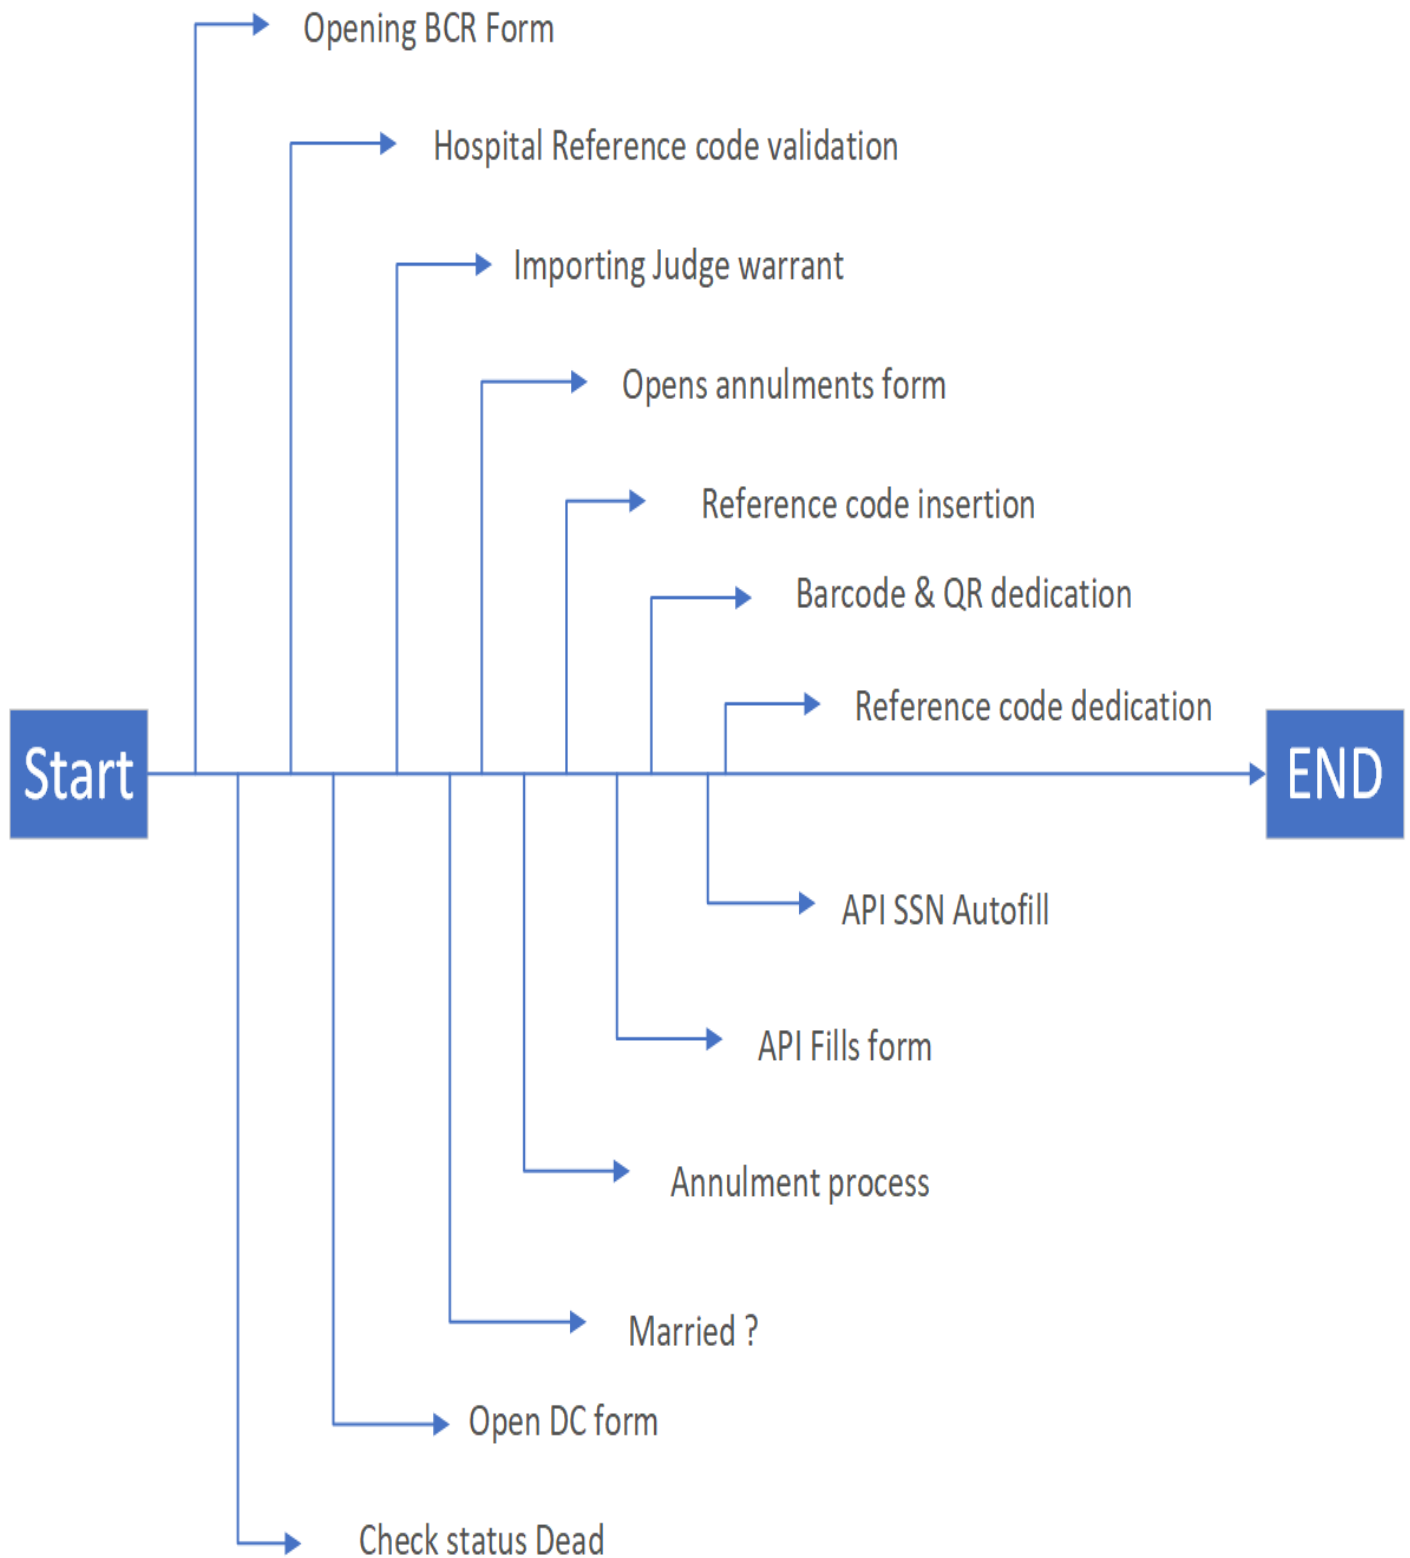 Opening BCR Form
Hospital Reference code validation
Importing Judge warrant
Opens annulments form
Reference code insertion
Barcode & QR dedication
Reference code dedication
Start
END
API SSN Autofill
API Fills form
Annulment process
Married ?
Open DC form
Check status Dead